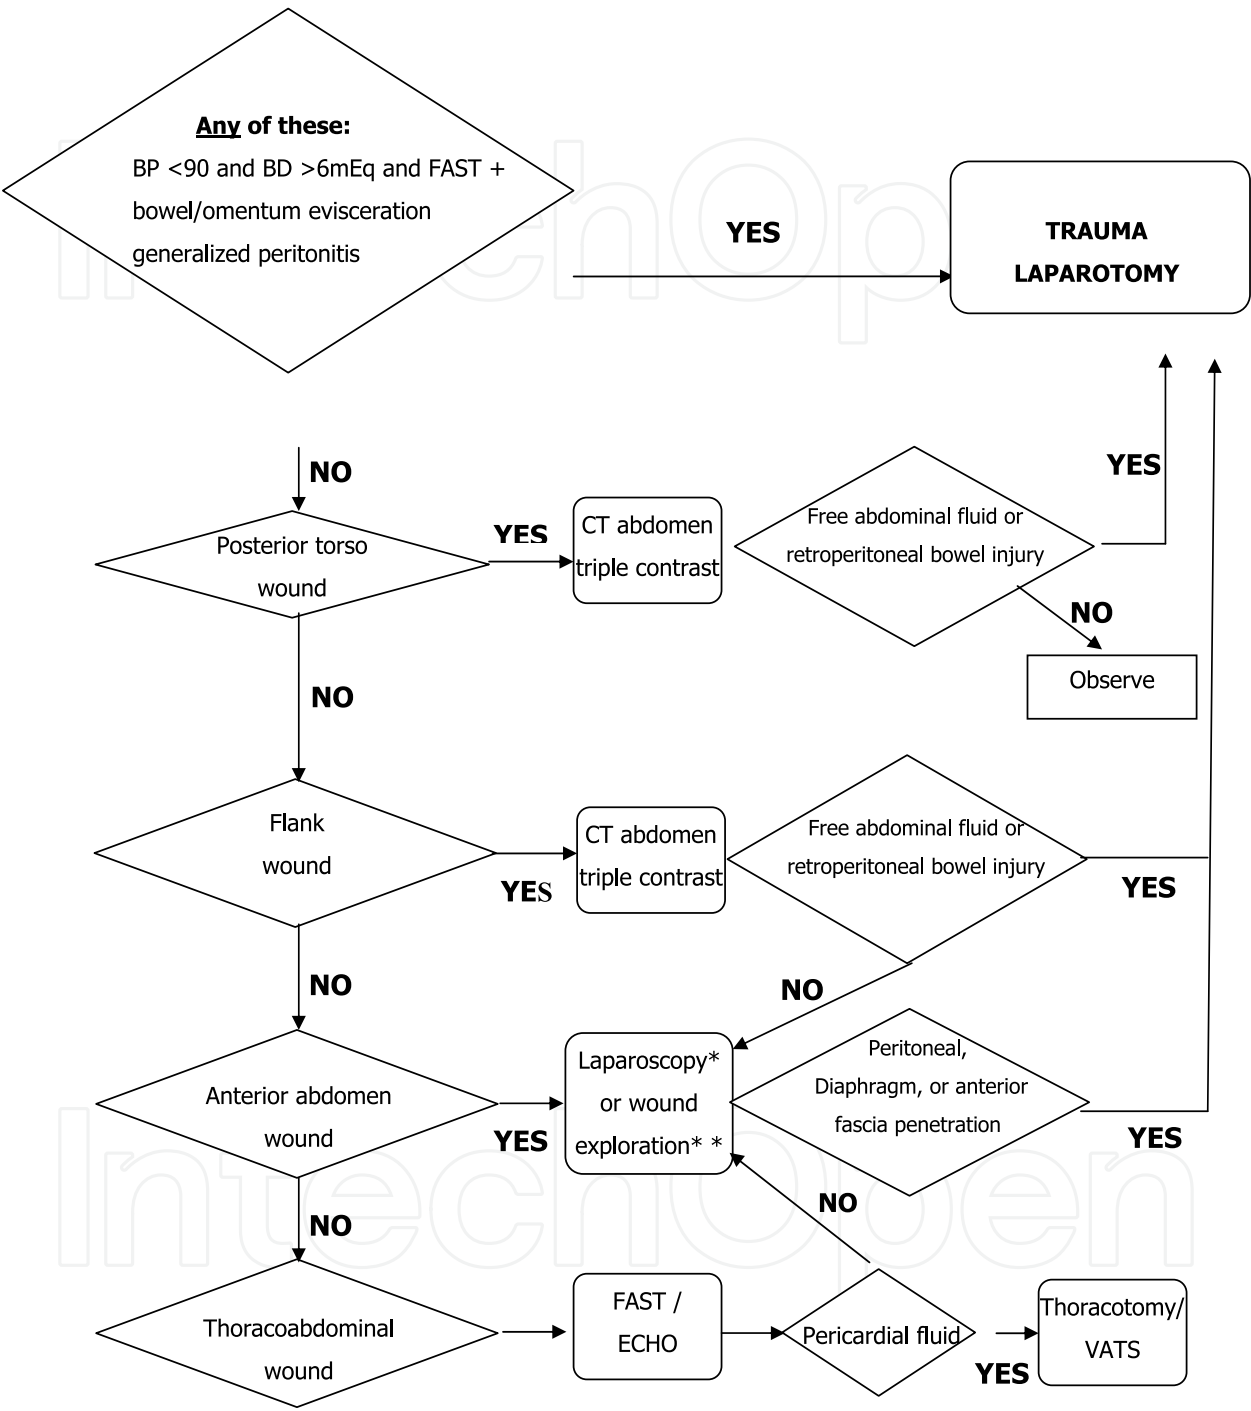 Any of these:
BP <90 and BD >6mEq and FAST +
bowel/omentum evisceration
generalized peritonitis
YES
TRAUMA
LAPAROTOMY
NO
Posterior torso
wound
YES
CT abdomen
triple contrast
Free abdominal fluid or
retroperitoneal bowel injury
YES
NO
Observe
NO
Flank
wound
YES
CT abdomen
triple contrast
Free abdominal fluid or
retroperitoneal bowel injury
YES
NO
NO
Anterior abdomen
wound
YES
Laparoscopy*
or wound
exploration* *
Peritoneal,
Diaphragm, or anterior
fascia penetration
YES
NO
NO
Thoracoabdominal
wound
FAST /
ECHO
Pericardial fluid
YES
Thoracotomy/
VATS
IntechOpen
IntechOpen